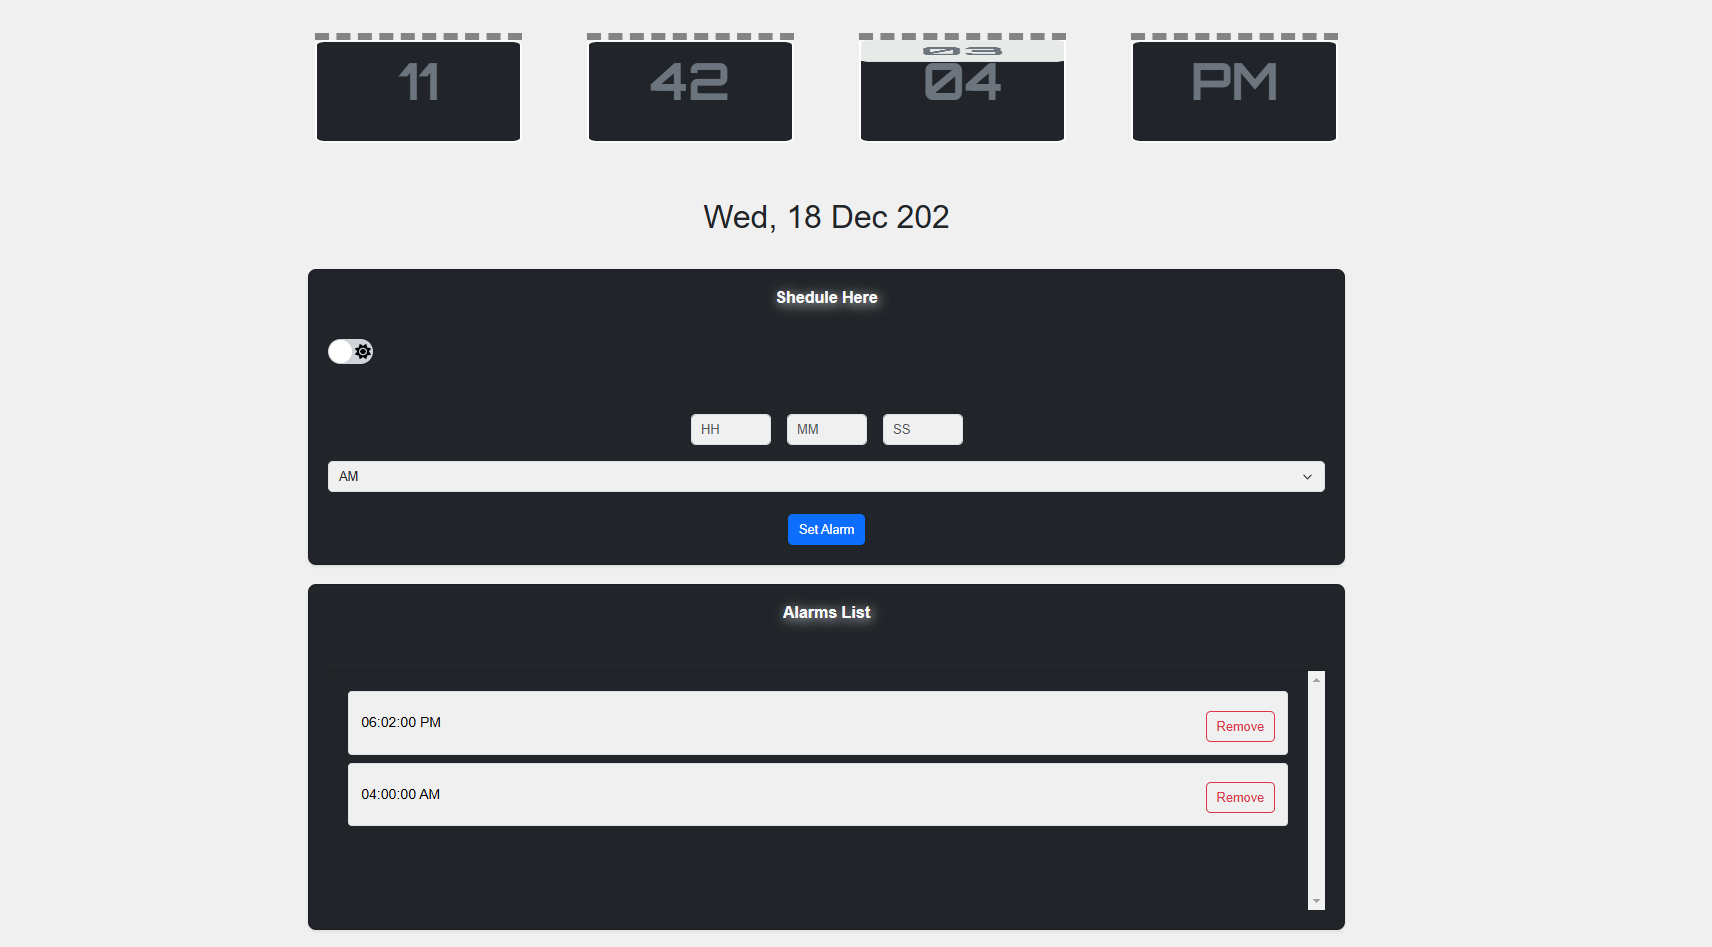 11 42 03 PM
04
Wed, 18 Dec 202
Shedule Here
HH MM SS
AM
Set Alarm
Alarms List
06:02:00 PM Remove
04:00:00 AM Remove